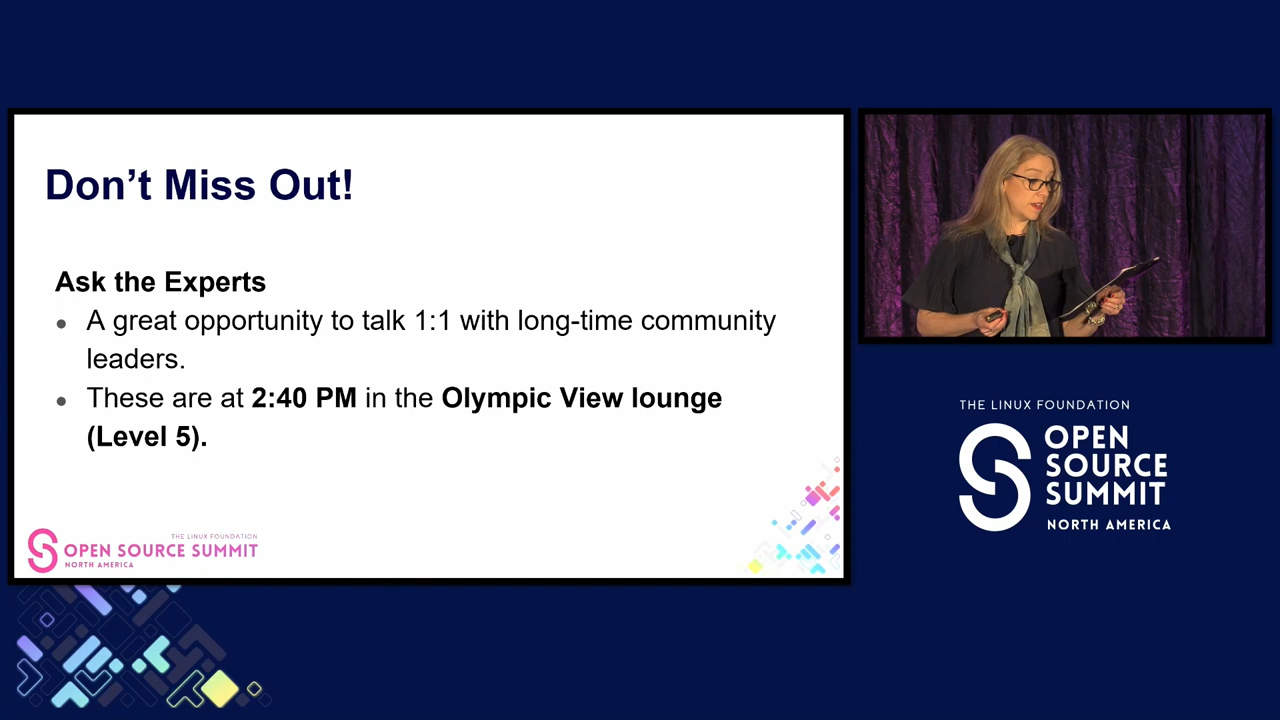 Don’t Miss Out!
Ask the Experts
● A great opportunity to talk 1:1 with long-time community
leaders.
● These are at 2:40 PM in the Olympic View lounge
(Level 5).
THE LINUX FOUNDATION
OPEN SOURCE SUMMIT
NORTH AMERICA
THE LINUX FOUNDATION
OPEN
SOURCE
SUMMIT
NORTH AMERICA